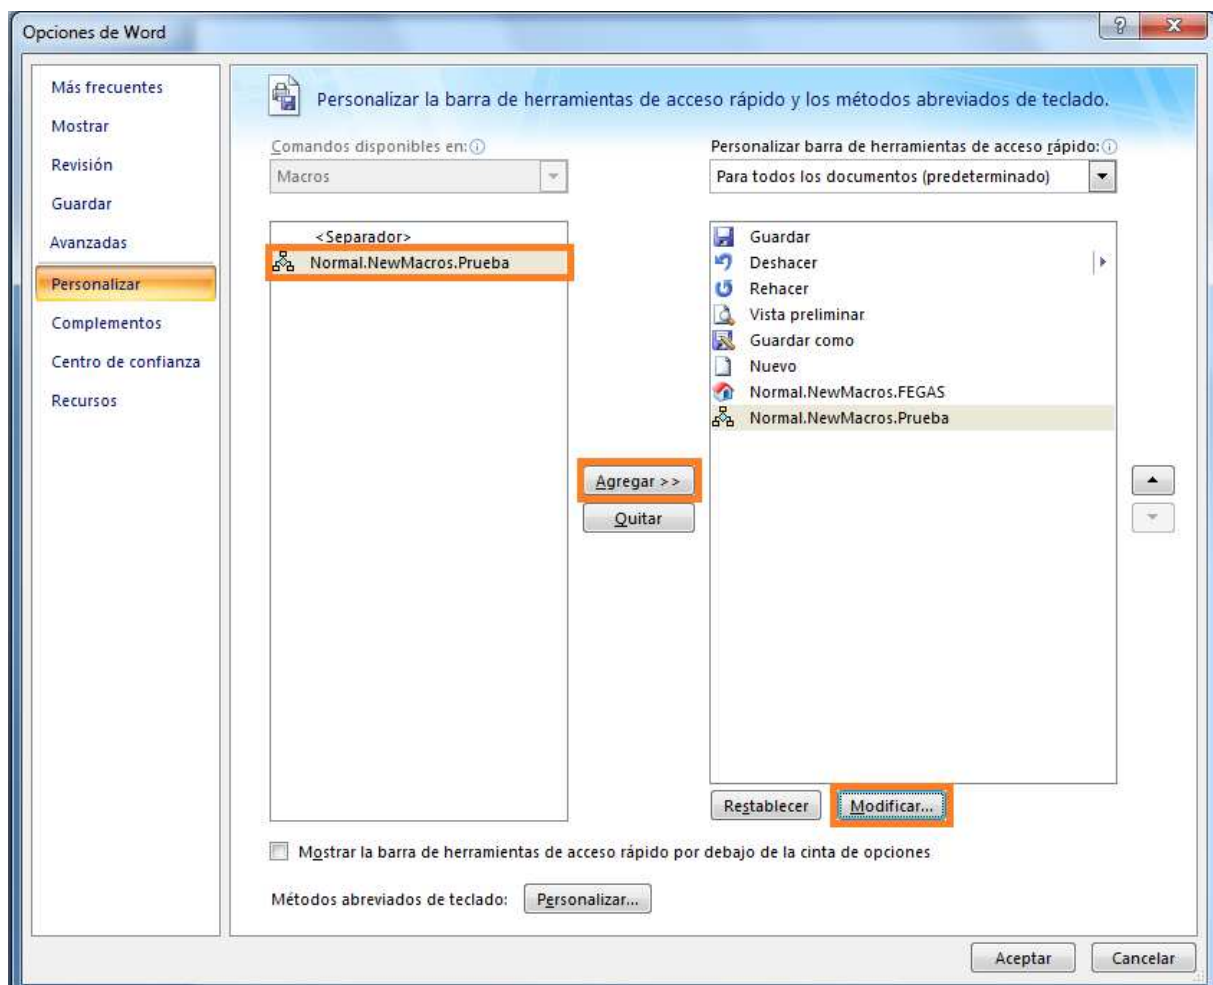 Opciones de Word
Más frecuentes
Mostrar
Revisión
Guardar
Avanzadas
Personalizar
Complementos
Centro de confianza
Recursos
Personalizar la barra de herramientas de acceso rápido y los métodos abreviados de teclado.
Comandos disponibles en:
Macros
<Separador>
Normal.NewMacros.Prueba
Agregar >>
Quitar
Personalizar barra de herramientas de acceso rápido:
Para todos los documentos (predeterminado)
Guardar
Deshacer
Rehacer
Vista preliminar
Guardar como
Nuevo
Normal.NewMacros.FEGAS
Normal.NewMacros.Prueba
Restablecer
Modificar...
Mostrar la barra de herramientas de acceso rápido por debajo de la cinta de opciones
Métodos abreviados de teclado:
Personalizar...
Aceptar
Cancelar